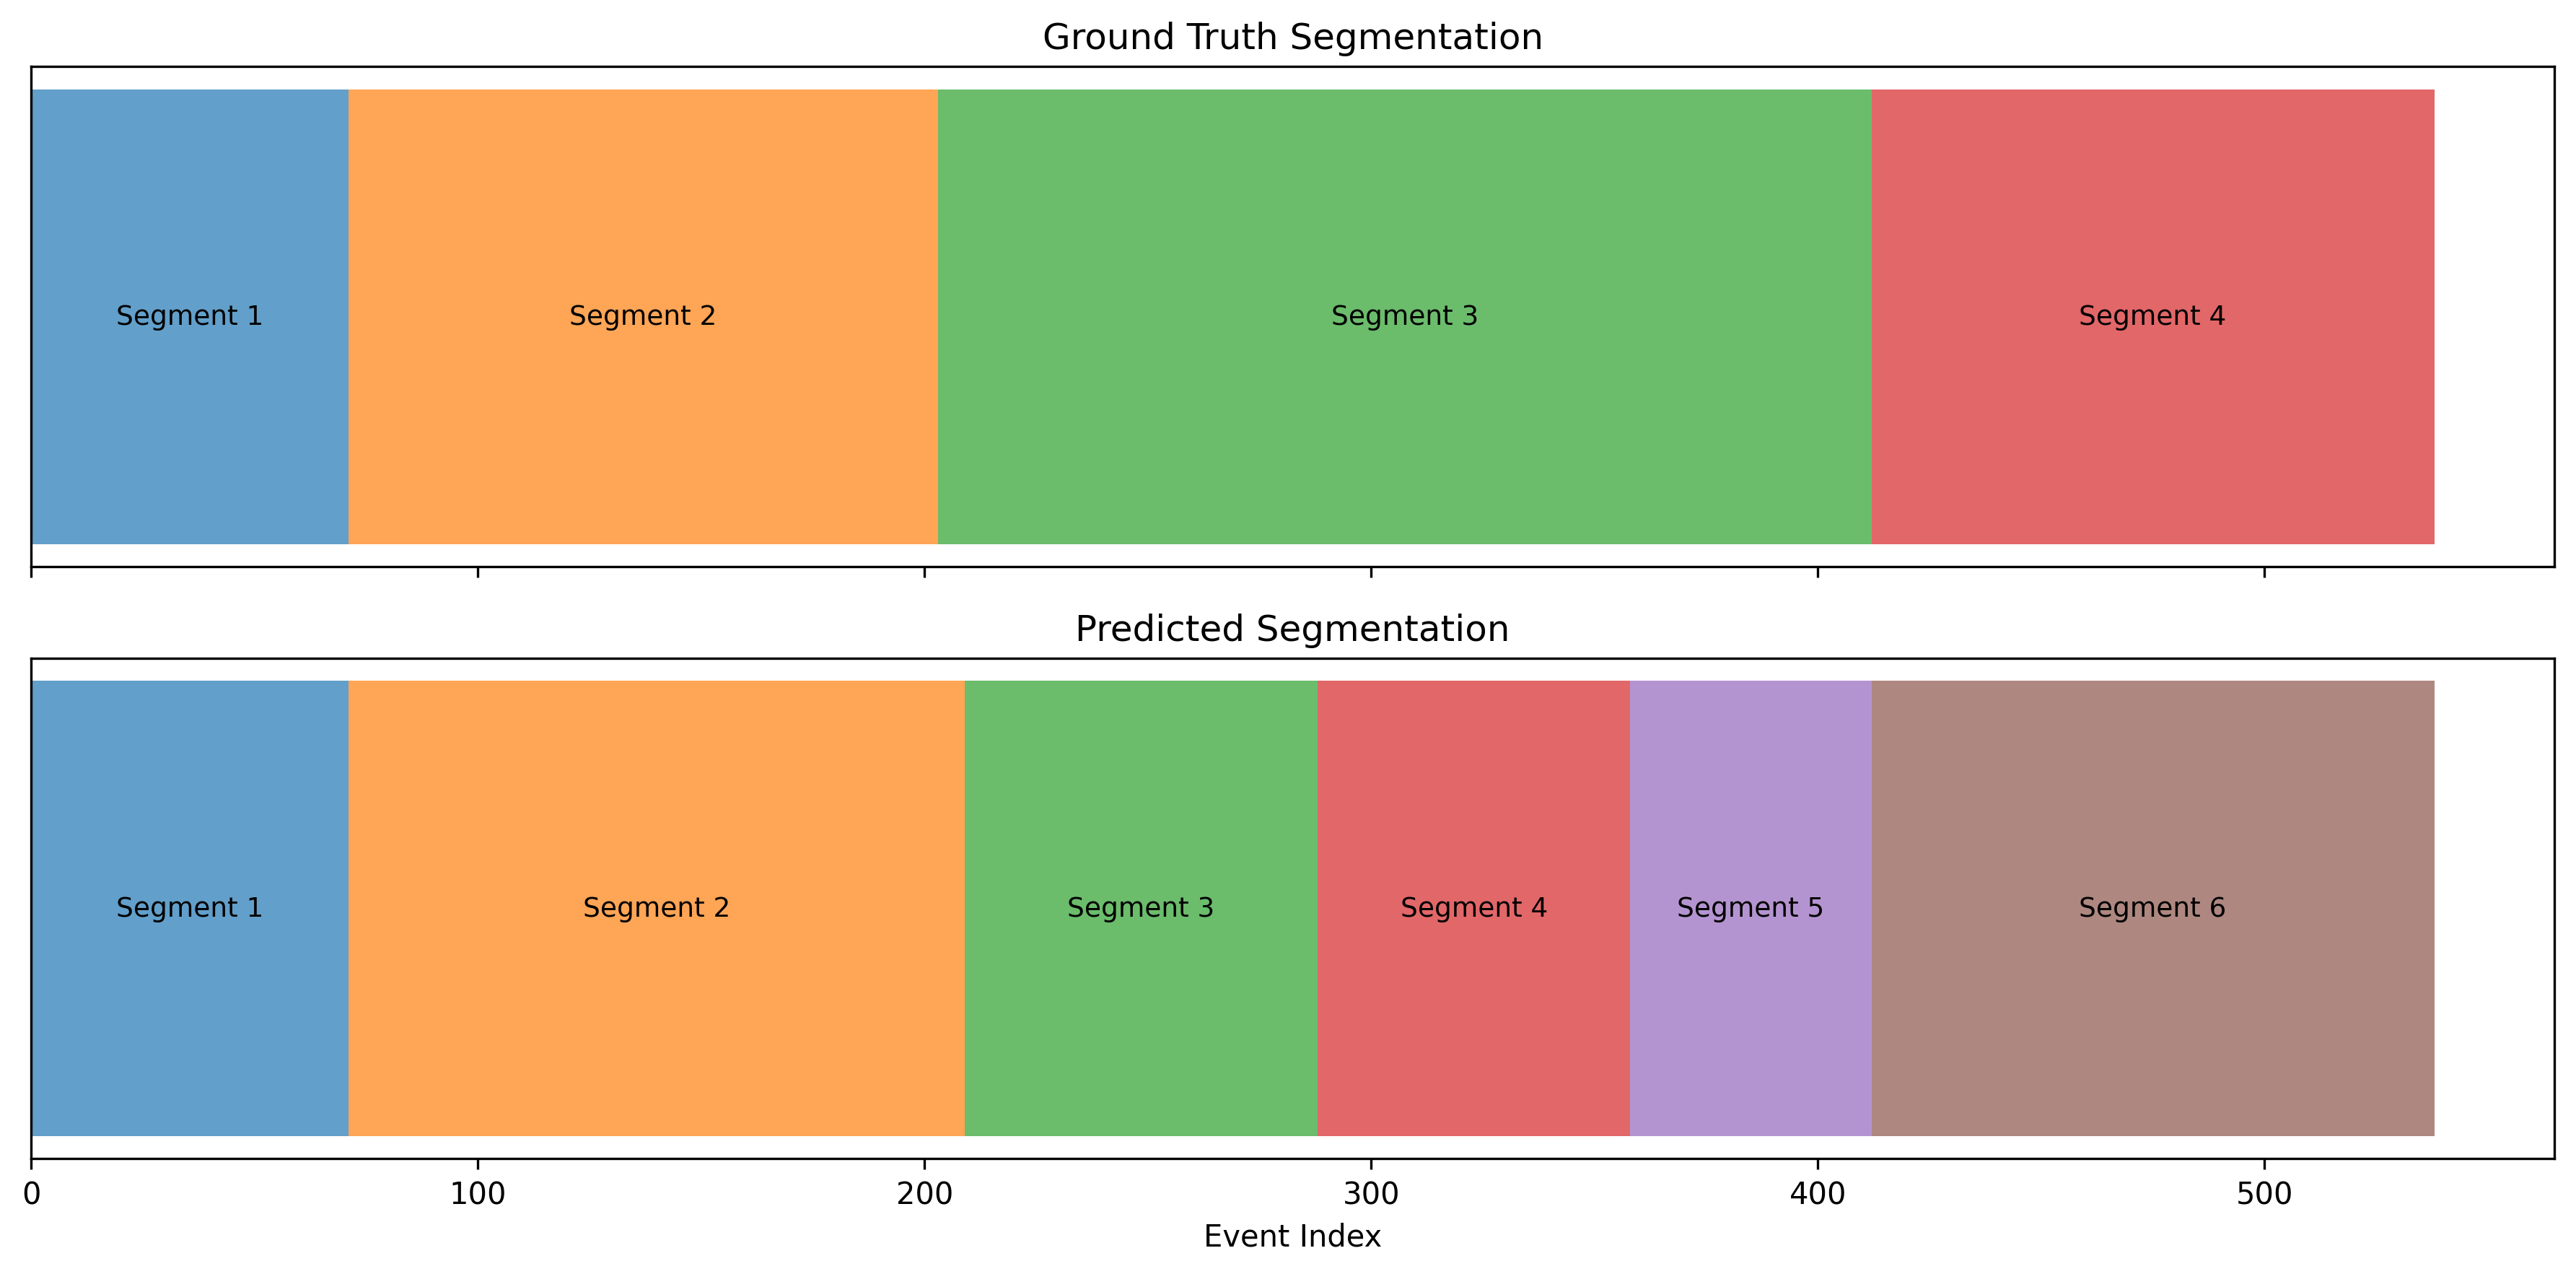 Ground Truth Segmentation
Segment 1 Segment 2 Segment 3 Segment 4
Predicted Segmentation
Segment 1 Segment 2 Segment 3 Segment 4 Segment 5 Segment 6
0 100 200 300 400 500
Event Index